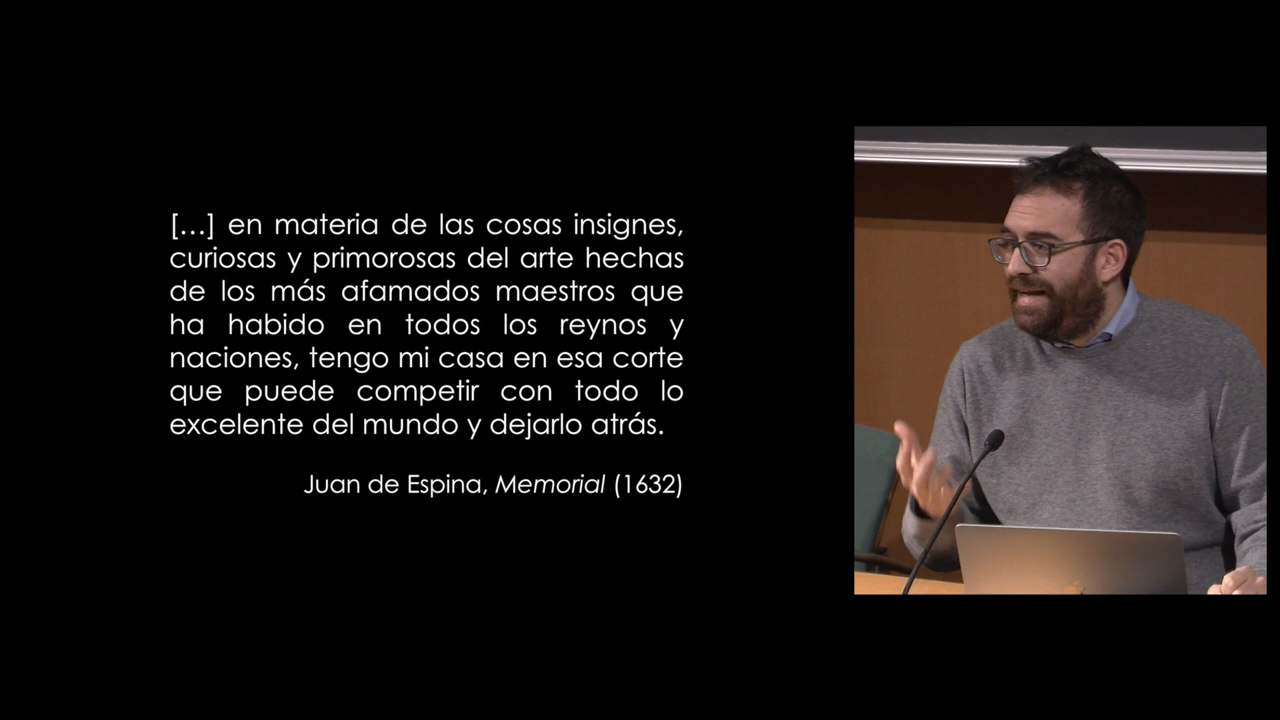 [...] en materia de las cosas insignes,
curiosas y primorosas del arte hechas
de los más afamados maestros que
ha habido en todos los reynos y
naciones, tengo mi casa en esa corte
que puede competir con todo lo
excelente del mundo y dejarlo atrás.
Juan de Espina, Memorial (1632)